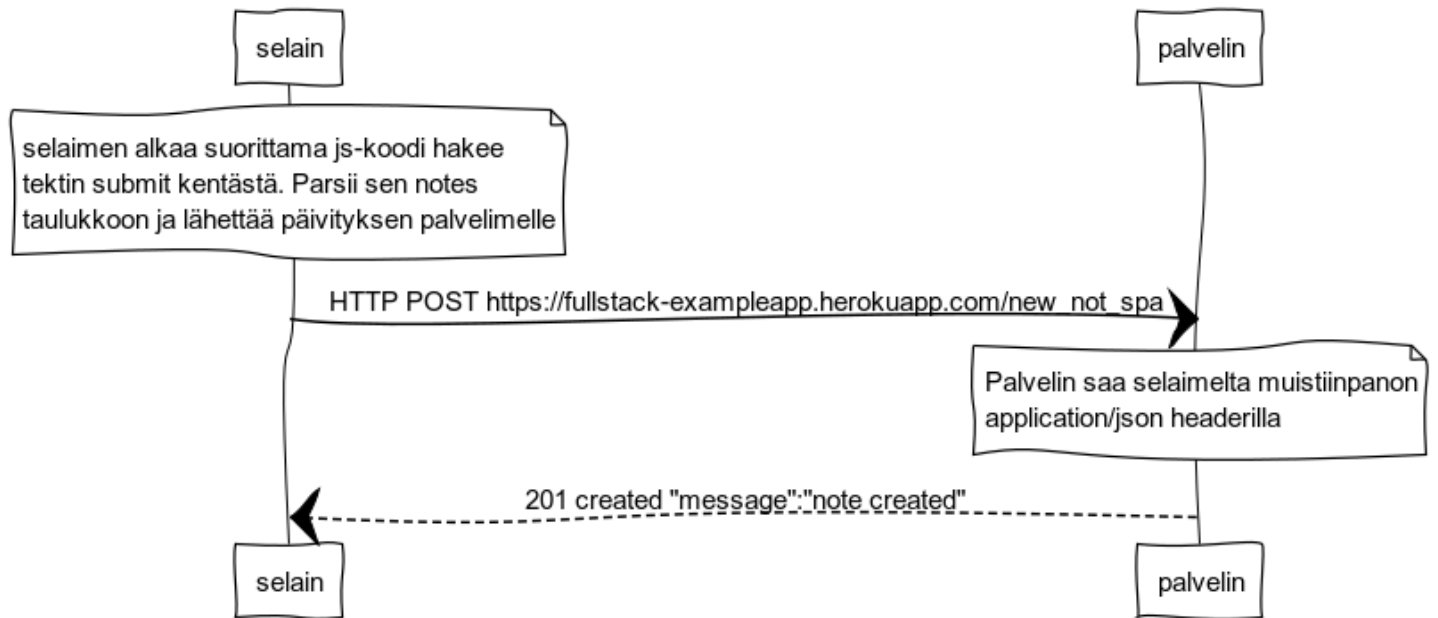 selain
palvelin
selaimen alkaa suorittama js-koodi hakee
tektin submit kentästä. Parsii sen notes
taulukkoon ja lähettää päivityksen palvelimelle
HTTP POST https://fullstack-exampleapp.herokuapp.com/new_not_spa
Palvelin saa selaimelta muistiinpanon
application/json headerilla
201 created "message":"note created"
selain
palvelin